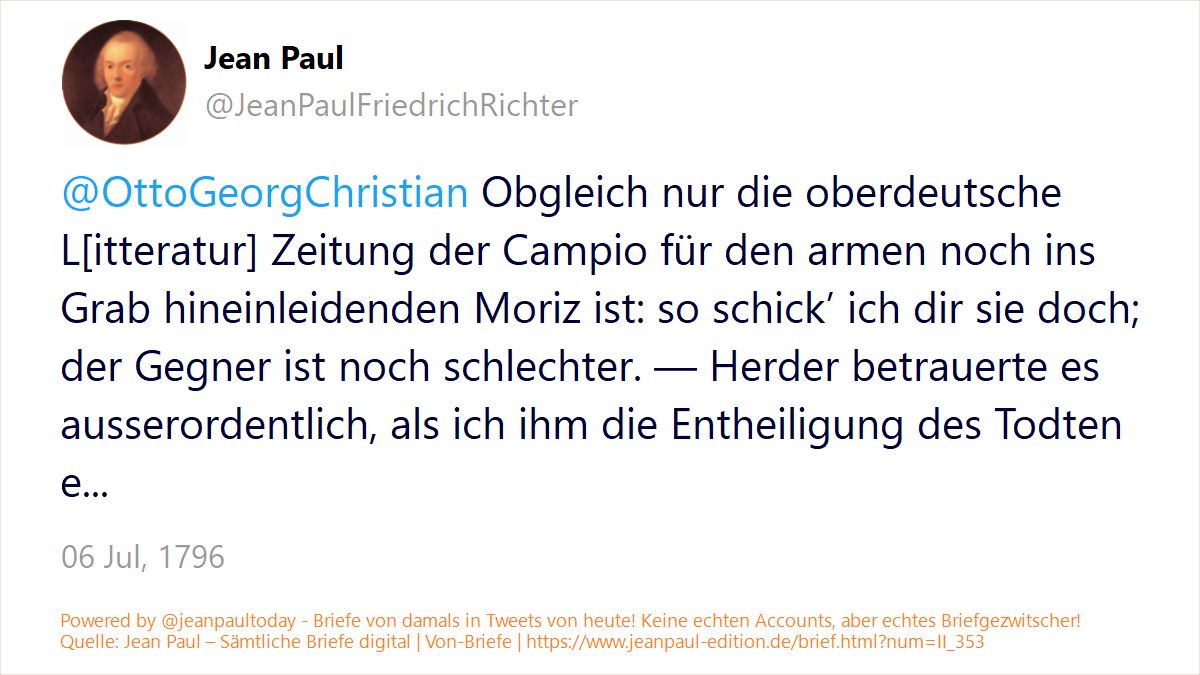 Jean Paul
@JeanPaulFriedrichRichter
@OttoGeorgChristian Obgleich nur die oberdeutsche
L[itteratur] Zeitung der Campio für den armen noch ins
Grab hineinleidenden Moriz ist: so schick’ ich dir sie doch;
der Gegner ist noch schlechter. — Herder betrauerte es
ausserordentlich, als ich ihm die Entheiligung des Todten
e...
06 Jul, 1796
Powered by @jeanpaultoday - Briefe von damals in Tweets von heute! Keine echten Accounts, aber echtes Briefgezwitscher!
Quelle: Jean Paul – Sämtliche Briefe digital | Von-Briefe | https://www.jeanpaul-edition.de/brief.html?num=II_353